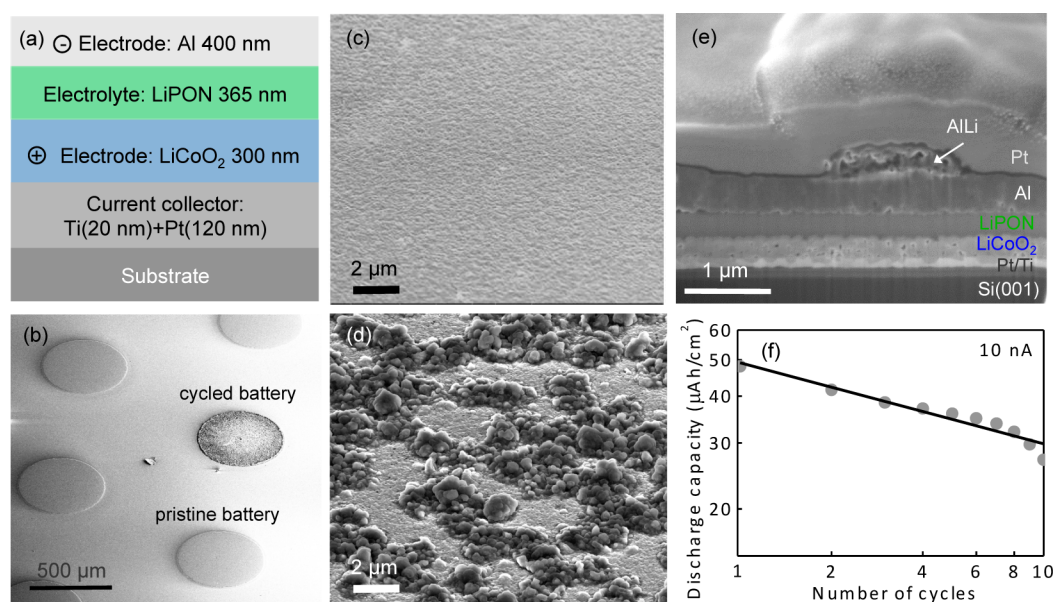 (a)
⊖ Electrode: Al 400 nm
Electrolyte: LiPON 365 nm
⊕ Electrode: LiCoO₂ 300 nm
Current collector:
Ti(20 nm)+Pt(120 nm)
Substrate
(b)
cycled battery
pristine battery
500 µm
(c)
2 µm
(d)
2 µm
(e)
AlLi
Pt
Al
LiPON
LiCoO₂
Pt/Ti
Si(001)
1 µm
(f)
10 nA
Discharge capacity (µAh/cm²)
60
50
40
30
20
1
2
4
6
8
10
Number of cycles